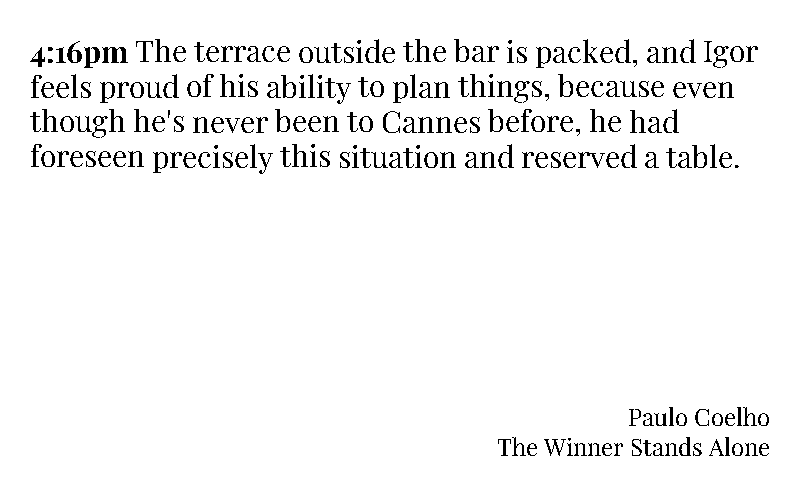 4:16pm The terrace outside the bar is packed, and Igor
feels proud of his ability to plan things, because even
though he's never been to Cannes before, he had
foreseen precisely this situation and reserved a table.
Paulo Coelho
The Winner Stands Alone